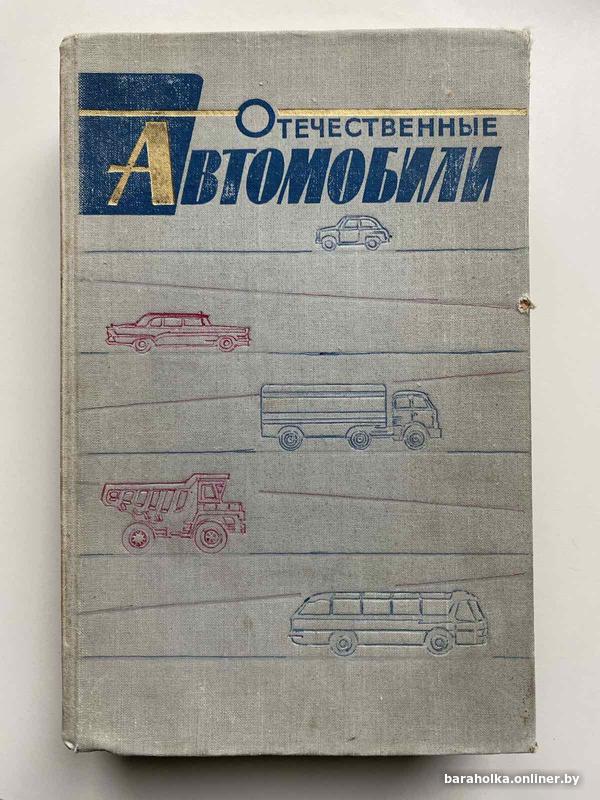 Отечественные
Автомобили
baraholka.onliner.by